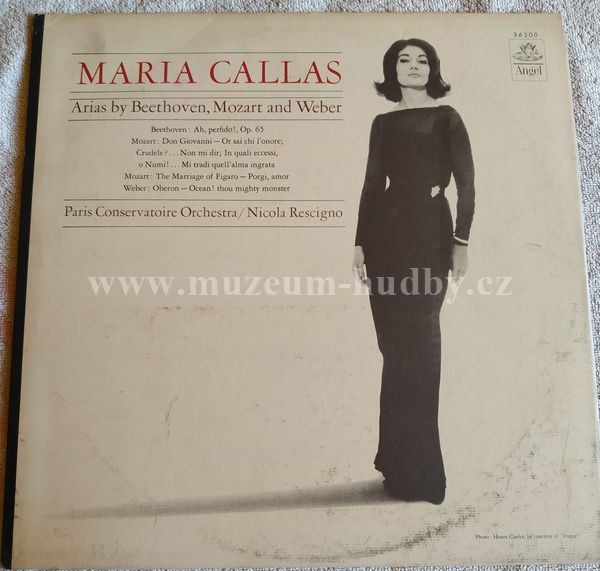 36200
Angel
MARIA CALLAS
Arias by Beethoven, Mozart and Weber
Beethoven: Ah, perfido!, Op. 65
Mozart: Don Giovanni – Or sai chi l'onore;
Crudele?... Non mi dir; In quali eccessi,
o Numi!... Mi tradì quell'alma ingrata
Mozart: The Marriage of Figaro – Porgi, amor
Weber: Oberon – Ocean! thou mighty monster
Paris Conservatoire Orchestra/Nicola Rescigno
www.muzeum-hudby.cz
Photo: Henry Clarke, by courtesy of "Vogue"